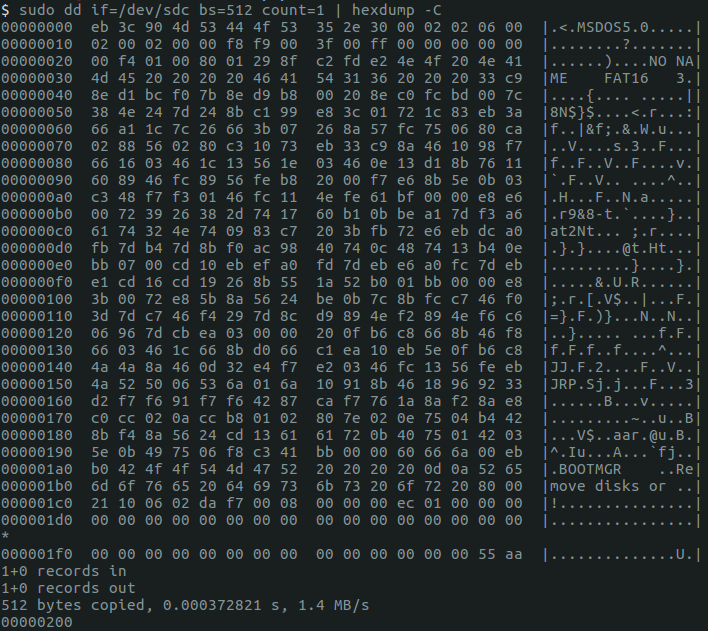 $ sudo dd if=/dev/sdc bs=512 count=1 | hexdump -C
00000000  eb 3c 90 4d 53 44 4f 53  35 2e 30 00 02 02 06 00  |.<.MSDOS5.0.....|
00000010  02 00 02 00 00 f8 f9 00  3f 00 ff 00 00 00 00 00  |........?.......|
00000020  00 f4 01 00 80 01 29 8f  c2 fd e2 4e 4f 20 4e 41  |......)....NO NA|
00000030  4d 45 20 20 20 20 46 41  54 31 36 20 20 20 33 c9  |ME    FAT16   3.|
00000040  8e d1 bc f0 7b 8e d9 b8  00 20 8e c0 fc bd 00 7c  |....{.... .....||
00000050  38 4e 24 7d 24 8b c1 99  e8 3c 01 72 1c 83 eb 3a  |8N$}$....<.r...:|
00000060  66 a1 1c 7c 26 66 3b 07  26 8a 57 fc 75 06 80 ca  |f..|&f;.&.W.u...|
00000070  02 88 56 02 80 c3 10 73  eb 33 c9 8a 46 10 98 f7  |..V....s.3..F...|
00000080  66 16 03 46 1c 13 56 1e  03 46 0e 13 d1 8b 76 11  |f..F..V..F....v.|
00000090  60 89 46 fc 89 56 fe b8  20 00 f7 e6 8b 5e 0b 03  |`.F..V.. ....^..|
000000a0  c3 48 f7 f3 01 46 fc 11  4e fe 61 bf 00 00 e8 e6  |.H...F..N.a.....|
000000b0  00 72 39 26 38 2d 74 17  60 b1 0b be a1 7d f3 a6  |.r9&8-t.`....}..|
000000c0  61 74 32 4e 74 09 83 c7  20 3b fb 72 e6 eb dc a0  |at2Nt... ;.r....|
000000d0  fb 7d b4 7d 8b f0 ac 98  40 74 0c 48 74 13 b4 0e  |.}.}....@t.Ht...|
000000e0  bb 07 00 cd 10 eb ef a0  fd 7d eb e6 a0 fc 7d eb  |.........}....}.|
000000f0  e1 cd 16 cd 19 26 8b 55  1a 52 b0 01 bb 00 00 e8  |.....&.U.R......|
00000100  3b 00 72 e8 5b 8a 56 24  be 0b 7c 8b fc c7 46 f0  |;.r.[.V$..|...F.|
00000110  3d 7d c7 46 f4 29 7d 8c  d9 89 4e f2 89 4e f6 c6  |=}.F.)}...N..N..|
00000120  06 96 7d cb ea 03 00 00  20 0f b6 c8 66 8b 46 f8  |..}..... ...f.F.|
00000130  66 03 46 1c 66 8b d0 66  c1 ea 10 eb 5e 0f b6 c8  |f.F.f..f....^...|
00000140  4a 4a 8a 46 0d 32 e4 f7  e2 03 46 fc 13 56 fe eb  |JJ.F.2....F..V..|
00000150  4a 52 50 06 53 6a 01 6a  10 91 8b 46 18 96 92 33  |JRP.Sj.j...F...3|
00000160  d2 f7 f6 91 f7 f6 42 87  ca f7 76 1a 8a f2 8a e8  |......B...v.....|
00000170  c0 cc 02 0a cc b8 01 02  80 7e 02 0e 75 04 b4 42  |.........~..u..B|
00000180  8b f4 8a 56 24 cd 13 61  61 72 0b 40 75 01 42 03  |...V$..aar.@u.B.|
00000190  5e 0b 49 75 06 f8 c3 41  bb 00 00 60 66 6a 00 eb  |^.Iu...A...`fj..|
000001a0  b0 42 4f 4f 54 4d 47 52  20 20 20 20 0d 0a 52 65  |.BOOTMGR    ..Re|
000001b0  6d 6f 76 65 20 64 69 73  6b 73 20 6f 72 20 80 00  |move disks or ..|
000001c0  21 10 06 02 da f7 00 08  00 00 00 ec 01 00 00 00  |!...............|
000001d0  00 00 00 00 00 00 00 00  00 00 00 00 00 00 00 00  |................|
*
000001f0  00 00 00 00 00 00 00 00  00 00 00 00 00 00 55 aa  |..............U.|
1+0 records in
1+0 records out
512 bytes copied, 0.000372821 s, 1.4 MB/s
00000200